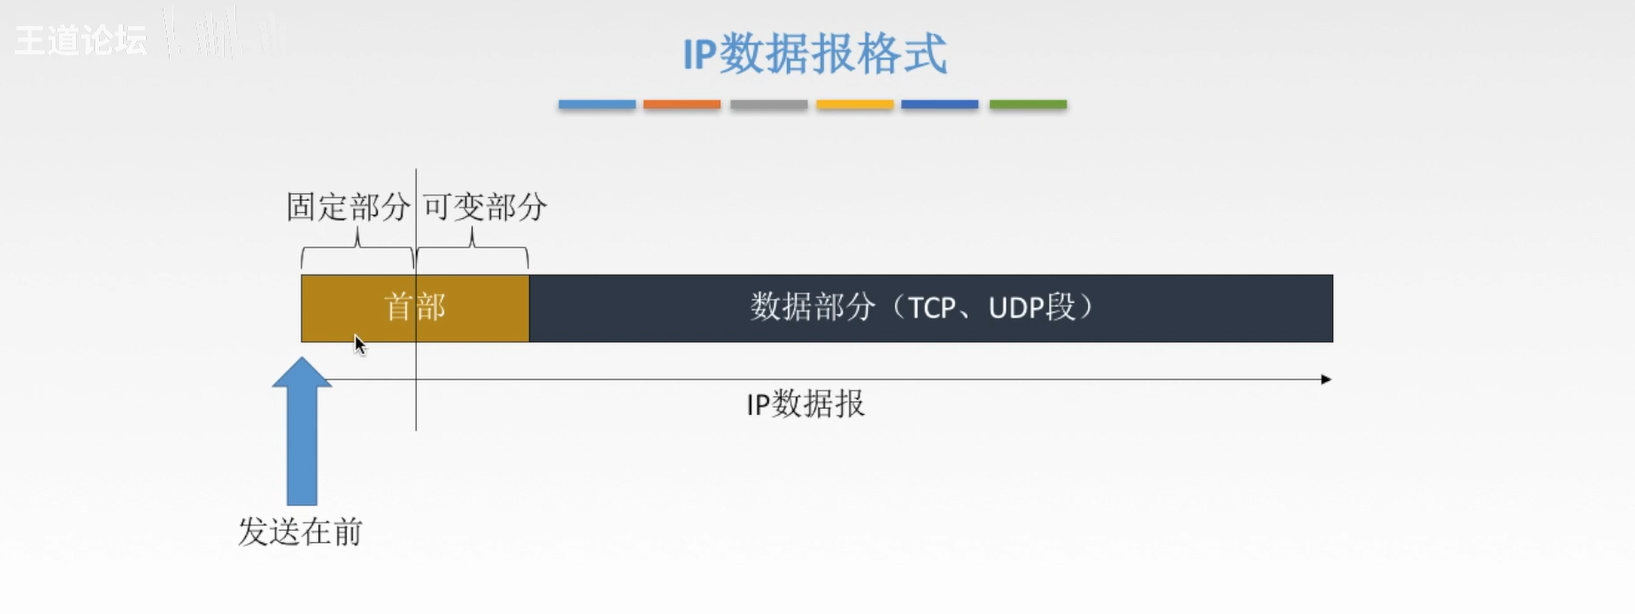 王道论坛
IP数据报格式
固定部分 可变部分
首部 数据部分（TCP、UDP段）
IP数据报
发送在前